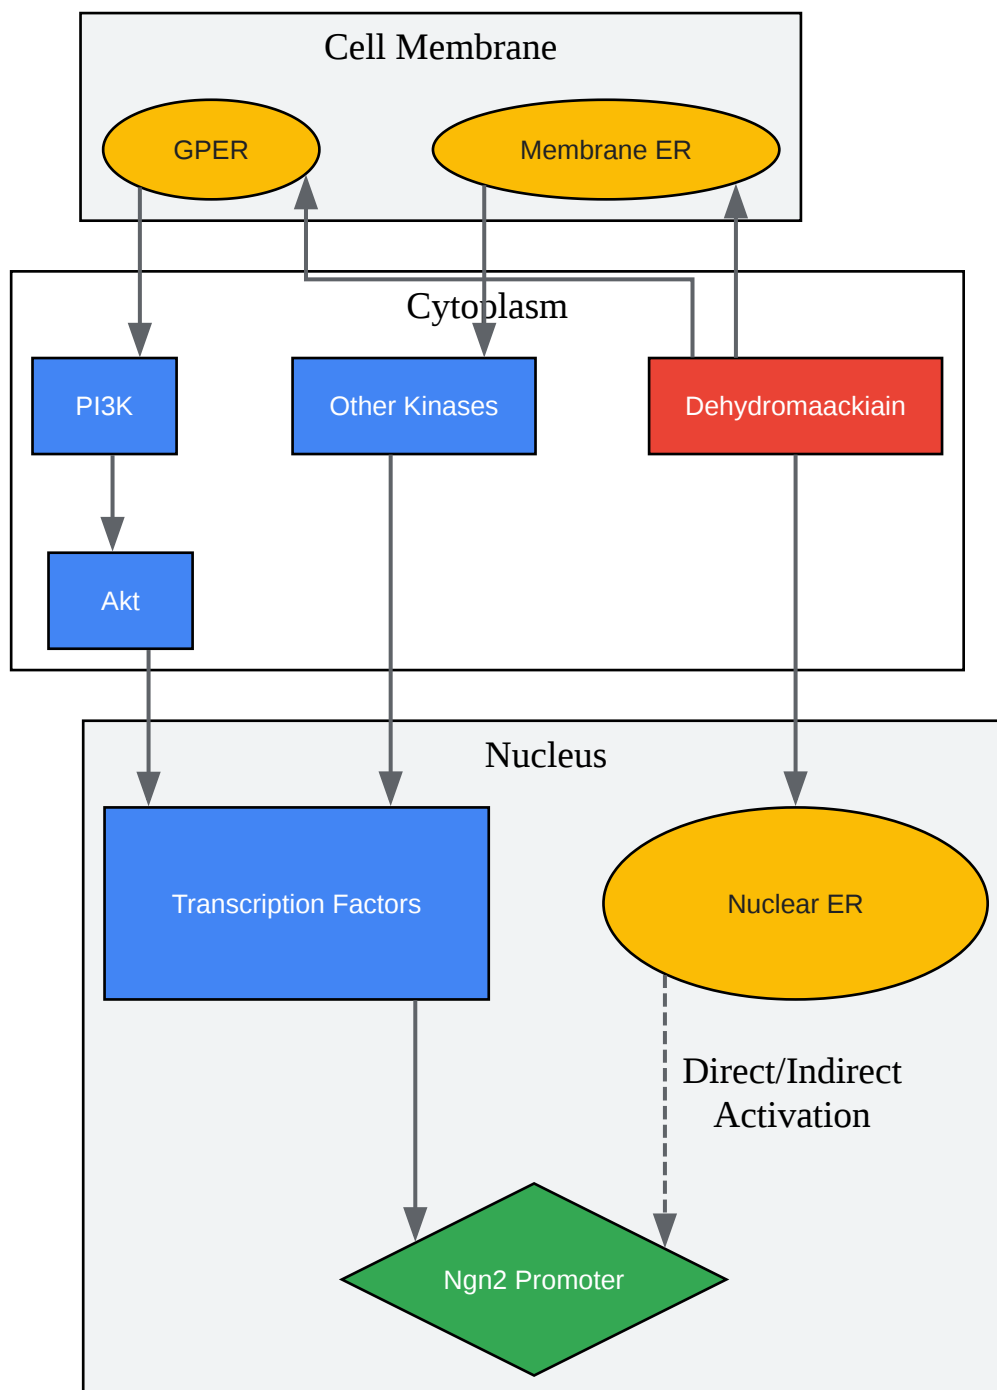 Cell Membrane
GPER
Membrane ER
Cytoplasm
PI3K
Other Kinases
Dehydromaackiain
Akt
Nucleus
Transcription Factors
Nuclear ER
Direct/Indirect
Activation
Ngn2 Promoter